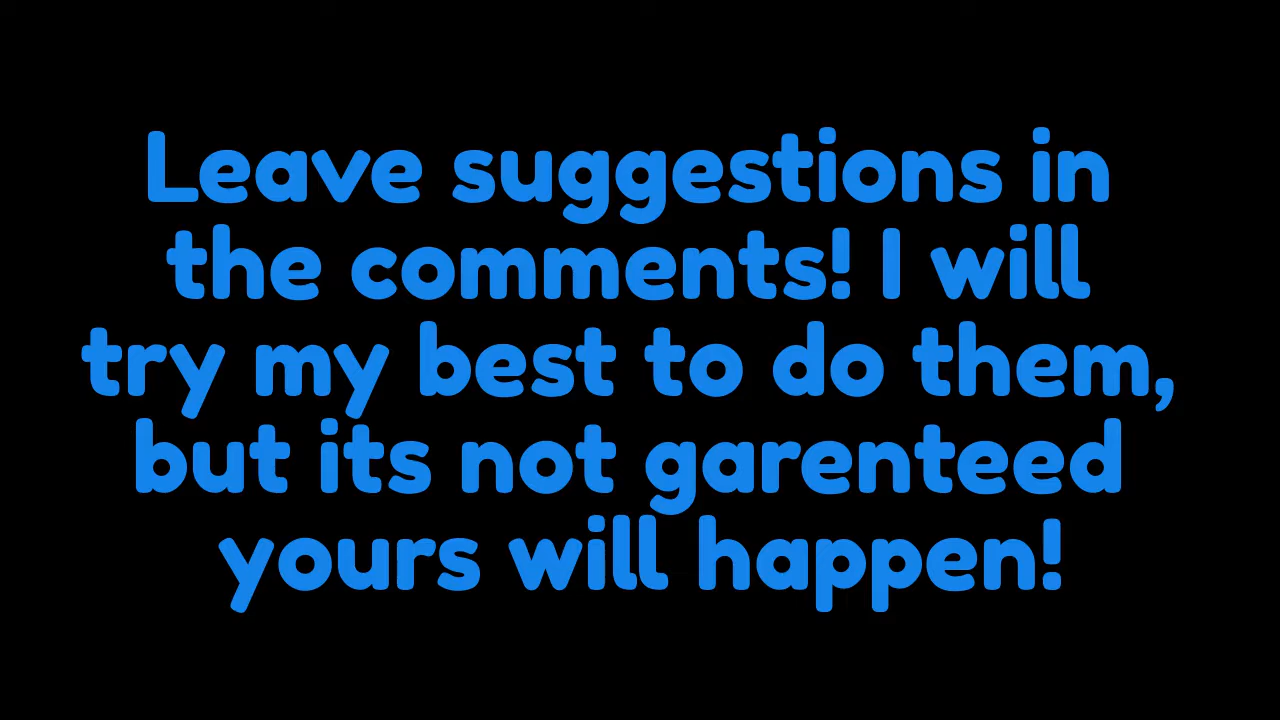 Leave suggestions in
the comments! I will
try my best to do them,
but its not garenteed
yours will happen!